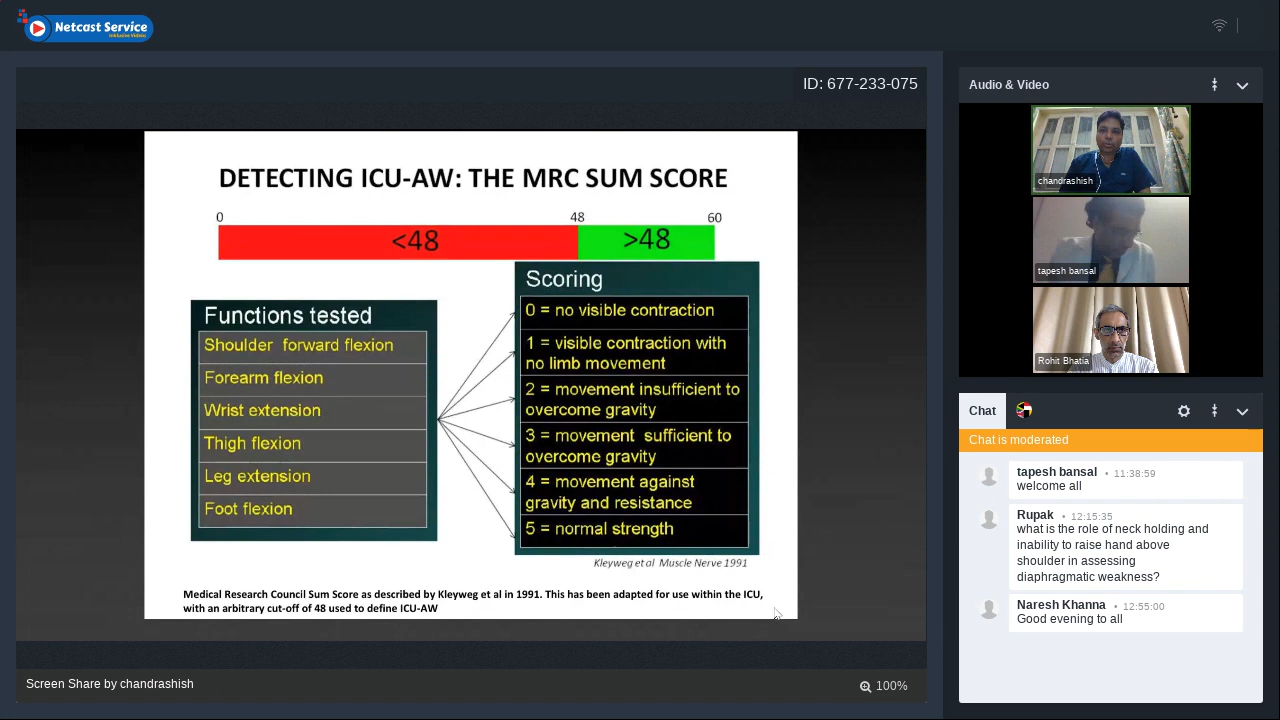 Netcast Service
Inklusive Videos
ID: 677-233-075
DETECTING ICU-AW: THE MRC SUM SCORE
0 48 60
<48 >48
Functions tested
Shoulder forward flexion
Forearm flexion
Wrist extension
Thigh flexion
Leg extension
Foot flexion
Scoring
0 = no visible contraction
1 = visible contraction with
no limb movement
2 = movement insufficient to
overcome gravity
3 = movement sufficient to
overcome gravity
4 = movement against
gravity and resistance
5 = normal strength
Kleyweg et al Muscle Nerve 1991
Medical Research Council Sum Score as described by Kleyweg et al in 1991. This has been adapted for use within the ICU,
with an arbitrary cut-off of 48 used to define ICU-AW
Screen Share by chandrashish
100%
Audio & Video
chandrashish
tapesh bansal
Rohit Bhatia
Chat
Chat is moderated
tapesh bansal • 11:38:59
welcome all
Rupak • 12:15:35
what is the role of neck holding and
inability to raise hand above
shoulder in assessing
diaphragmatic weakness?
Naresh Khanna • 12:55:00
Good evening to all